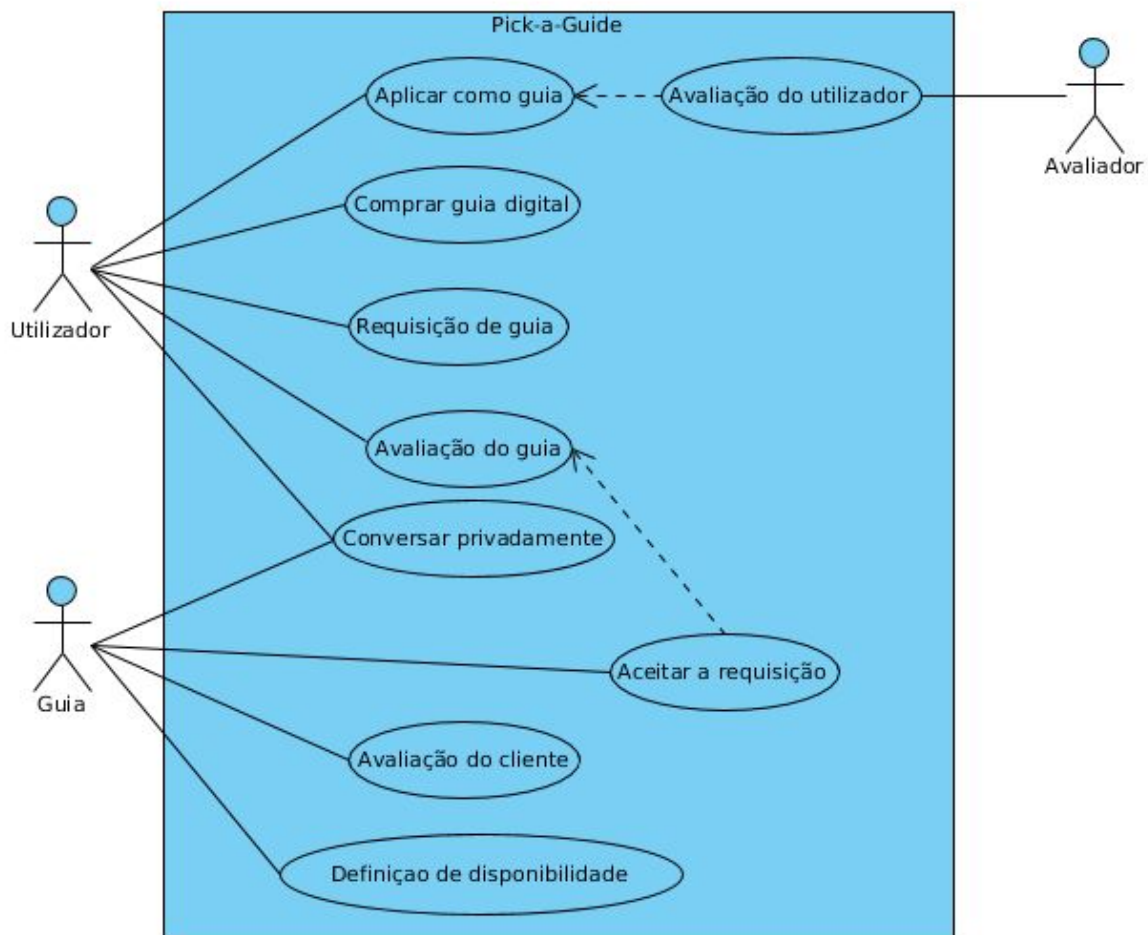 Pick-a-Guide
Aplicar como guia
Avaliação do utilizador
Avaliador
Comprar guia digital
Utilizador
Requisição de guia
Avaliação do guia
Conversar privadamente
Guia
Aceitar a requisição
Avaliação do cliente
Definiçao de disponibilidade